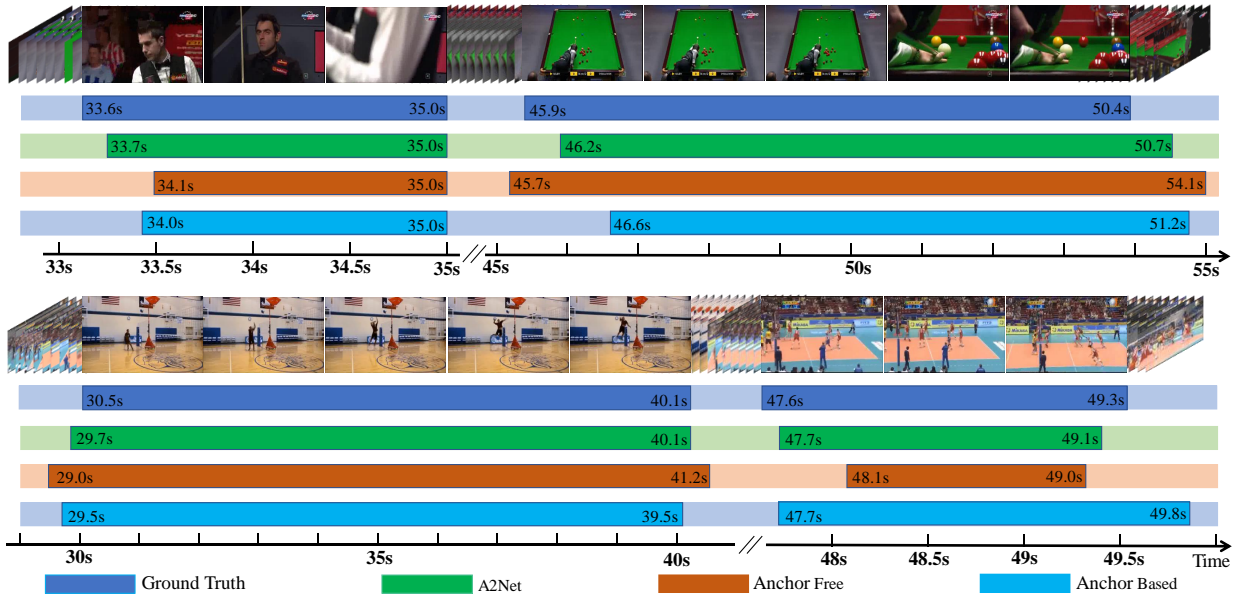 33.6s 35.0s 45.9s 50.4s
33.7s 35.0s 46.2s 50.7s
34.1s 35.0s 45.7s 54.1s
34.0s 35.0s 46.6s 51.2s
33s 33.5s 34s 34.5s 35s 45s 50s 55s
30.5s 40.1s 47.6s 49.3s
29.7s 40.1s 47.7s 49.1s
29.0s 41.2s 48.1s 49.0s
29.5s 39.5s 47.7s 49.8s
30s 35s 40s 48s 48.5s 49s 49.5s Time
Ground Truth A2Net Anchor Free Anchor Based